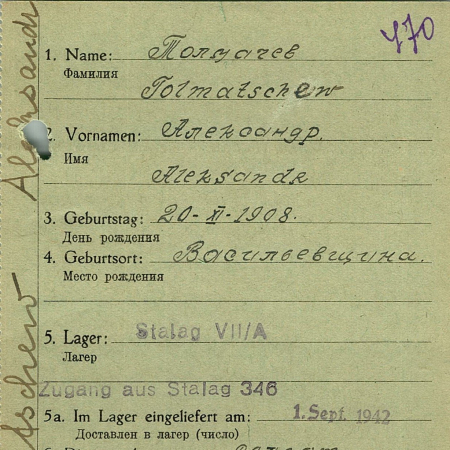 470
1. Name: Толмачев
Фамилия
Tolmatschew
2. Vornamen: Александр.
Имя
Aleksandr
3. Geburtstag: 20-XI-1908.
День рождения
4. Geburtsort: Васильевщина.
Место рождения
5. Lager: Stalag VII/A
Лагерь
Zugang aus Stalag 346
5a. Im Lager eingeliefert am: 1. Sept. 1942
Доставлен в лагерь (число)
Aleksandr